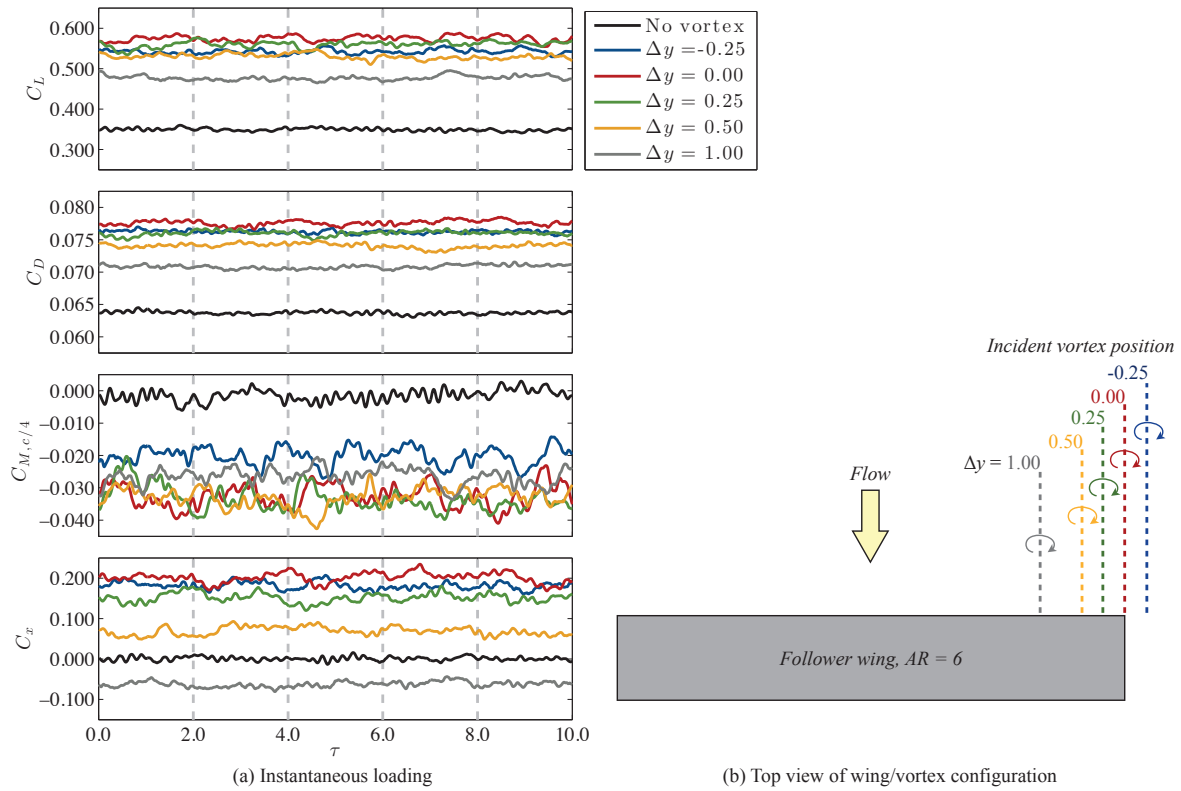 0.600
0.500
0.400
0.300
C_L
No vortex
Δy =-0.25
Δy = 0.00
Δy = 0.25
Δy = 0.50
Δy = 1.00
0.080
0.075
0.070
0.065
0.060
C_D
0.000
−0.010
−0.020
−0.030
−0.040
C_{M,c/4}
0.200
0.100
0.000
−0.100
C_x
0.0 2.0 4.0 6.0 8.0 10.0
τ
(a) Instantaneous loading
Incident vortex position
-0.25
0.00
0.25
0.50
Δy = 1.00
Flow
Follower wing, AR = 6
(b) Top view of wing/vortex configuration